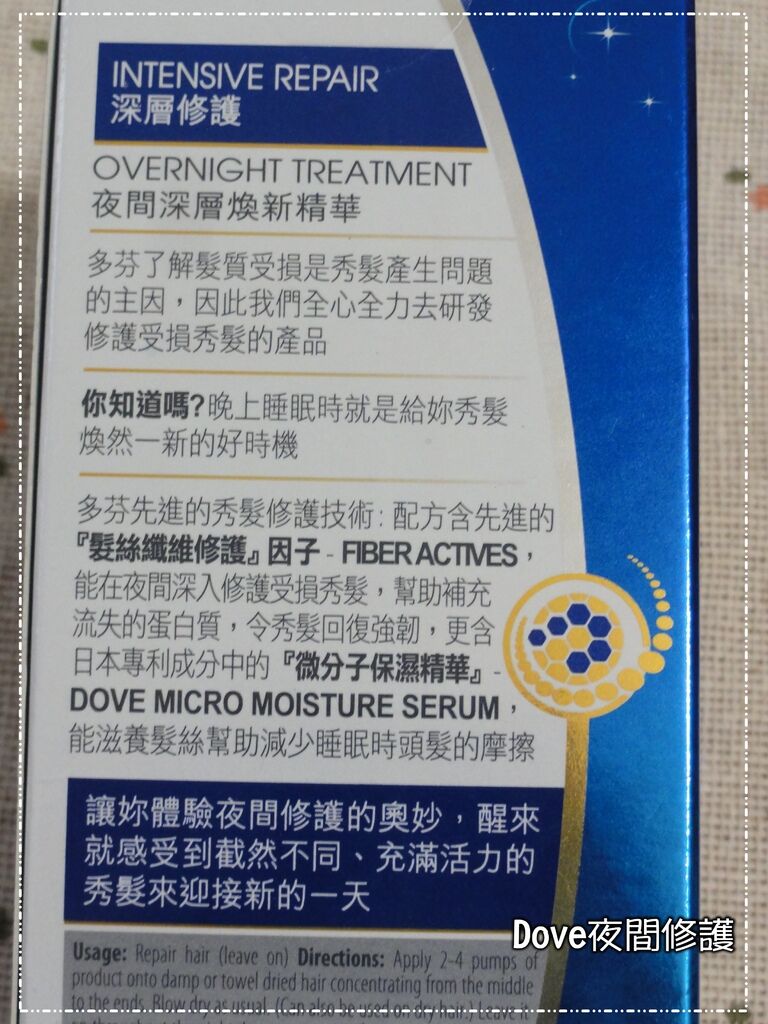 INTENSIVE REPAIR
深層修護
OVERNIGHT TREATMENT
夜間深層煥新精華
多芬了解髮質受損是秀髮產生問題
的主因，因此我們全心全力去研發
修護受損秀髮的產品
你知道嗎?晚上睡眠時就是給妳秀髮
煥然一新的好時機
多芬先進的秀髮修護技術: 配方含先進的
『髮絲纖維修護』因子 - FIBER ACTIVES，
能在夜間深入修護受損秀髮，幫助補充
流失的蛋白質，令秀髮回復強韌，更含
日本專利成分中的『微分子保濕精華』-
DOVE MICRO MOISTURE SERUM，
能滋養髮絲幫助減少睡眠時頭髮的摩擦
讓妳體驗夜間修護的奧妙，醒來
就感受到截然不同、充滿活力的
秀髮來迎接新的一天
Dove夜間修護
Usage: Repair hair (leave on) Directions: Apply 2-4 pumps of
product onto damp or towel dried hair concentrating from the middle
to the ends. Blow dry as usual. (Can also be used on dry hair.) Leave it